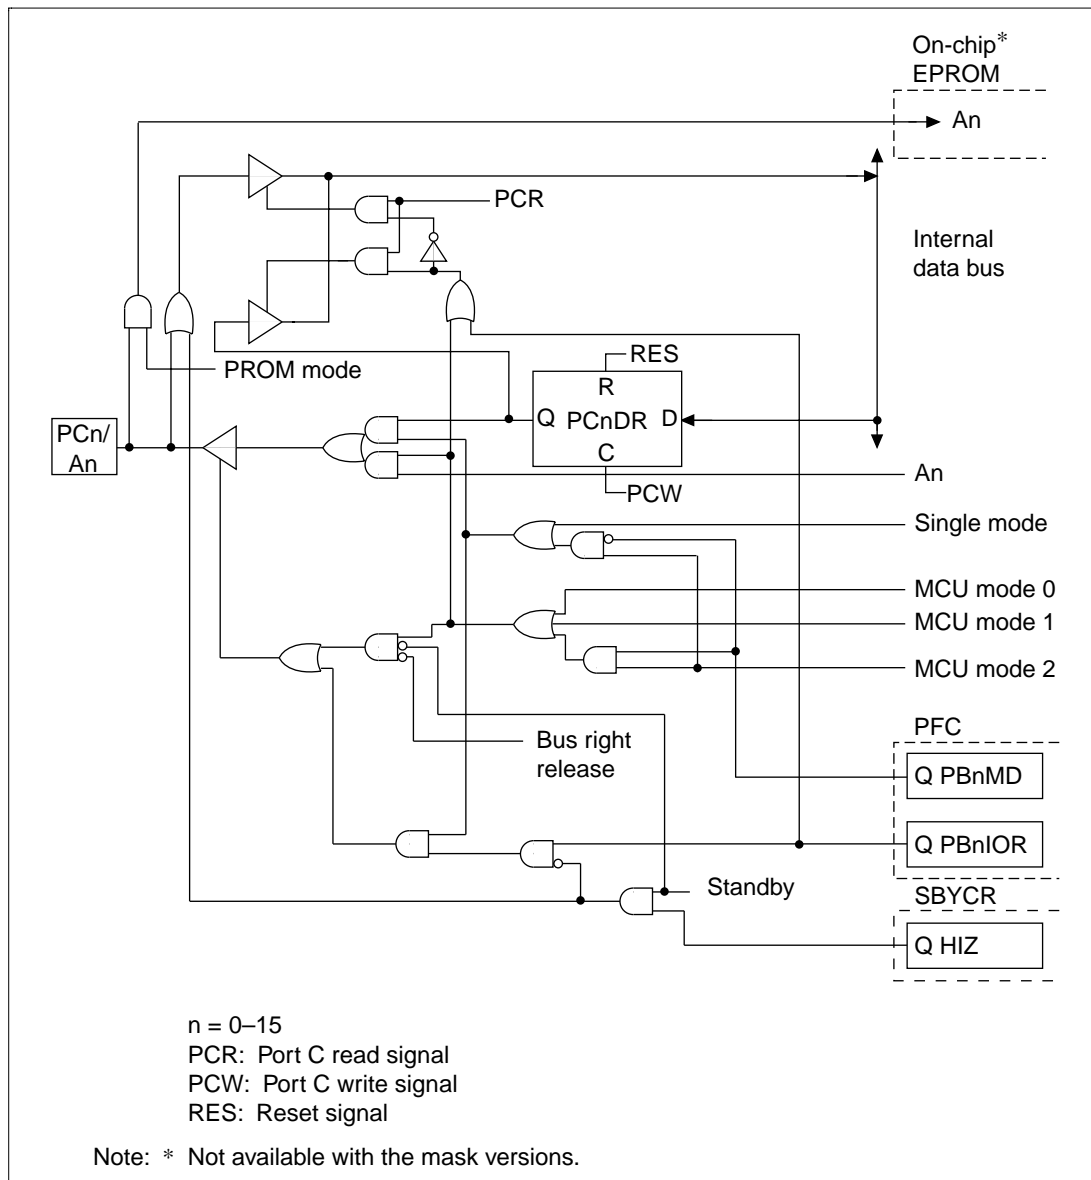 On-chip*
EPROM
An
PCR
Internal
data bus
RES
PROM mode
R
Q PCnDR D
C
PCn/
An
PCW
An
Single mode
MCU mode 0
MCU mode 1
MCU mode 2
Bus right
release
PFC
Q PBnMD
Q PBnIOR
Standby
SBYCR
Q HIZ
n = 0–15
PCR: Port C read signal
PCW: Port C write signal
RES: Reset signal
Note: * Not available with the mask versions.